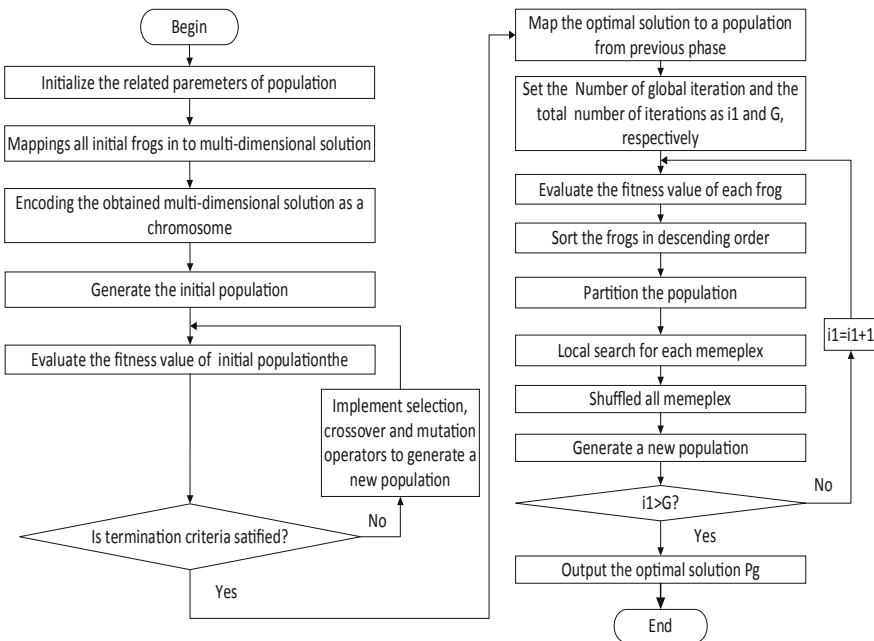 Begin
Initialize the related paremeters of population
Mappings all initial frogs in to multi-dimensional solution
Encoding the obtained multi-dimensional solution as a
chromosome
Generate the initial population
Evaluate the fitness value of initial populationthe
Implement selection,
crossover and mutation
operators to generate a
new population
Is termination criteria satified?
No
Yes
Map the optimal solution to a population
from previous phase
Set the Number of global iteration and the
total number of iterations as i1 and G,
respectively
Evaluate the fitness value of each frog
Sort the frogs in descending order
Partition the population
Local search for each memeplex
Shuffled all memeplex
Generate a new population
i1=i1+1
i1>G?
No
Yes
Output the optimal solution Pg
End